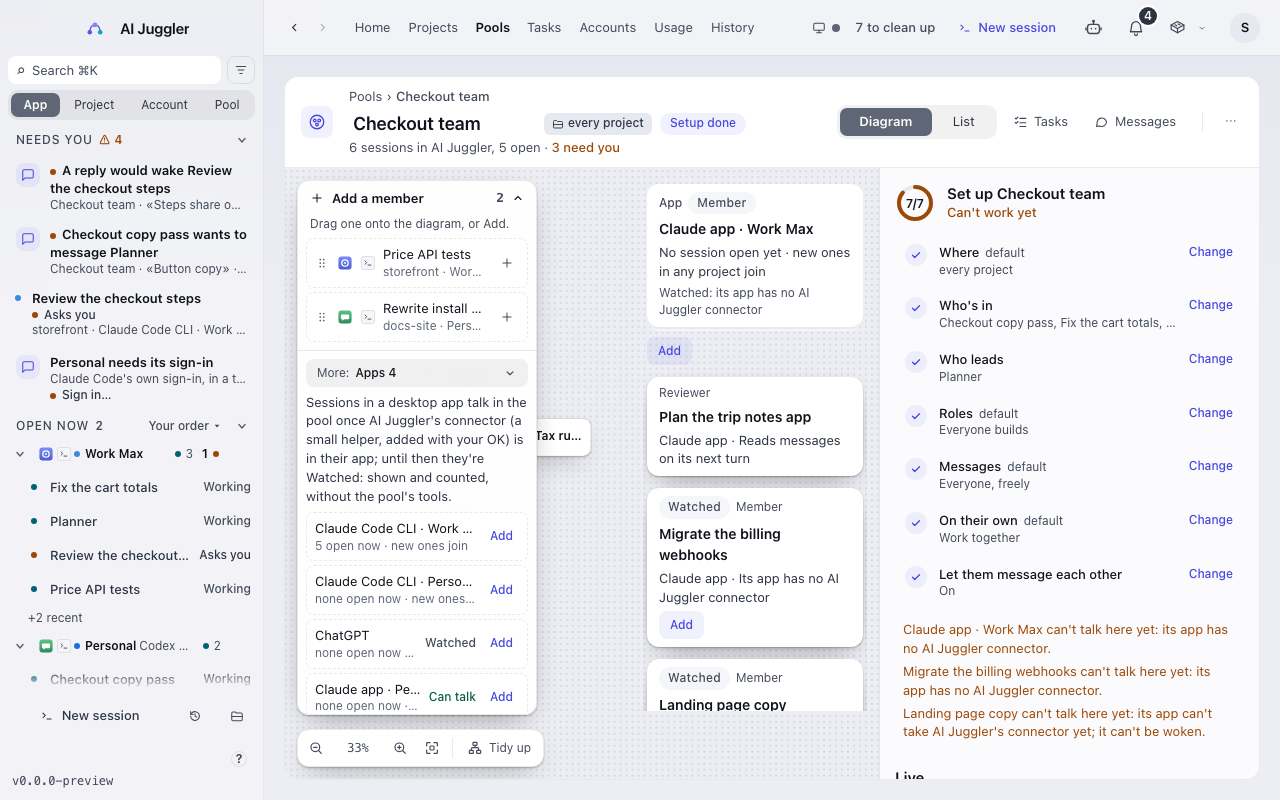 AI Juggler
Search ⌘K
App Project Account Pool
NEEDS YOU 4
A reply would wake Review
the checkout steps
Checkout team · «Steps share o...
Checkout copy pass wants to
message Planner
Checkout team · «Button copy» ·...
Review the checkout steps
Asks you
storefront · Claude Code CLI · Work ...
Personal needs its sign-in
Claude Code's own sign-in, in a t...
Sign in...
OPEN NOW 2 Your order
Work Max 3 1
Fix the cart totals Working
Planner Working
Review the checkout... Asks you
Price API tests Working
+2 recent
Personal Codex ... 2
Checkout copy pass Working
New session
?
v0.0.0-preview
Home Projects Pools Tasks Accounts Usage History
7 to clean up New session 4 S
Pools › Checkout team
Checkout team every project Setup done
6 sessions in AI Juggler, 5 open · 3 need you
Diagram List Tasks Messages ...
Add a member 2
Drag one onto the diagram, or Add.
Price API tests
storefront · Wor...
Rewrite install ...
docs-site · Pers...
More: Apps 4
Sessions in a desktop app talk in the
pool once AI Juggler's connector (a
small helper, added with your OK) is
in their app; until then they're
Watched: shown and counted,
without the pool's tools.
Claude Code CLI · Work ... Add
5 open now · new ones join
Claude Code CLI · Perso... Add
none open now · new ones...
ChatGPT Watched Add
none open now ...
Claude app · Pe... Can talk Add
none open now ·...
33% Tidy up
Tax ru...
App Member
Claude app · Work Max
No session open yet · new ones
in any project join
Watched: its app has no AI
Juggler connector
Add
Reviewer
Plan the trip notes app
Claude app · Reads messages
on its next turn
Watched Member
Migrate the billing
webhooks
Claude app · Its app has no AI
Juggler connector
Add
Watched Member
Landing page copy
7/7 Set up Checkout team
Can't work yet
Where default Change
every project
Who's in Change
Checkout copy pass, Fix the cart totals, ...
Who leads Change
Planner
Roles default Change
Everyone builds
Messages default Change
Everyone, freely
On their own default Change
Work together
Let them message each other Change
On
Claude app · Work Max can't talk here yet: its app has
no AI Juggler connector.
Migrate the billing webhooks can't talk here yet: its
app has no AI Juggler connector.
Landing page copy can't talk here yet: its app can't
take AI Juggler's connector yet; it can't be woken.
Live